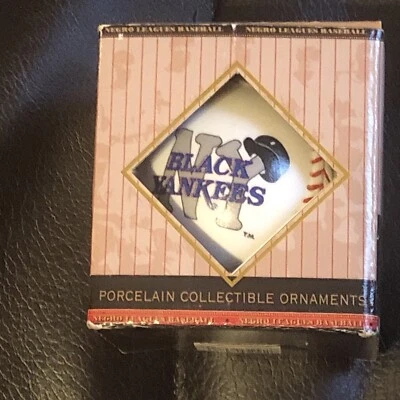 NEGRO LEAGUES BASEBALL NEGRO LEAGUES BASEBALL
NY
BLACK
YANKEES
TM
PORCELAIN COLLECTIBLE ORNAMENTS
NEGRO LEAGUES BASEBALL • NEGRO LEAGUES BASEBALL